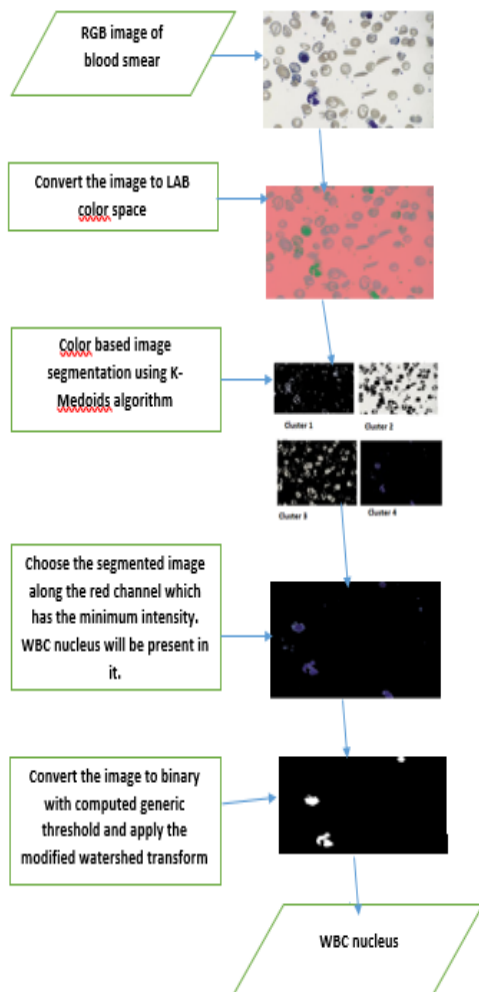 RGB image of
blood smear
Convert the image to LAB
color space
Color based image
segmentation using K-
Medoids algorithm
Cluster 1
Cluster 2
Cluster 3
Cluster 4
Choose the segmented image
along the red channel which
has the minimum intensity.
WBC nucleus will be present in
it.
Convert the image to binary
with computed generic
threshold and apply the
modified watershed transform
WBC nucleus